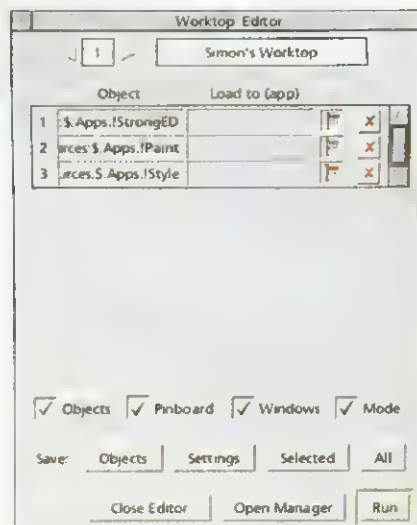 Worktop Editor
1 Simon's Worktop
Object Load to (app)
1 :$.Apps.!StrongED
2 urces:$.Apps.!Paint
3 urces.$.Apps.!Style
Objects Pinboard Windows Mode
Save: Objects Settings Selected All
Close Editor Open Manager Run